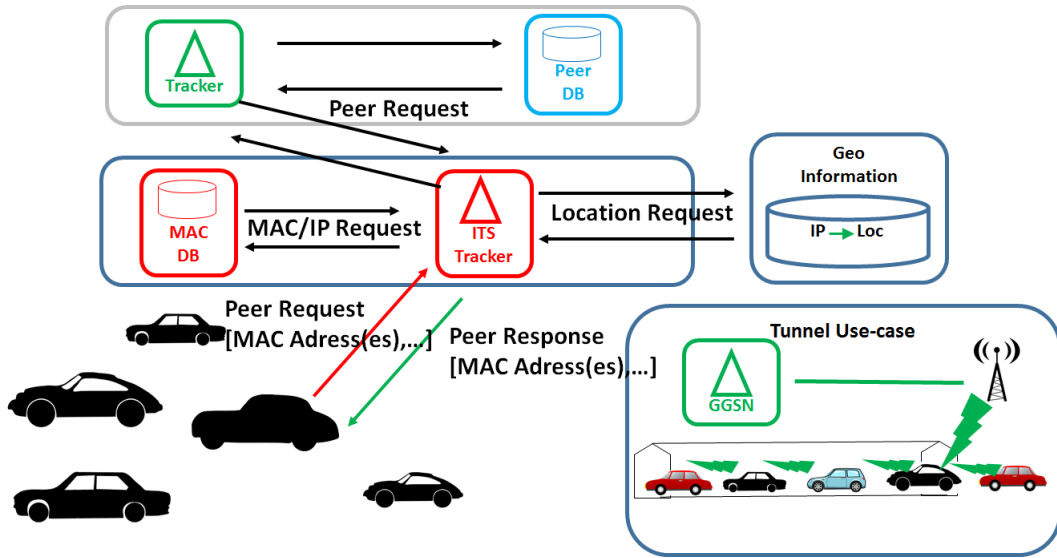 Tracker
Peer
DB
Peer Request
MAC
DB
MAC/IP Request
ITS
Tracker
Location Request
Geo
Information
IP Loc
Peer Request
[MAC Adress(es),...]
Peer Response
[MAC Adress(es),...]
Tunnel Use-case
GGSN